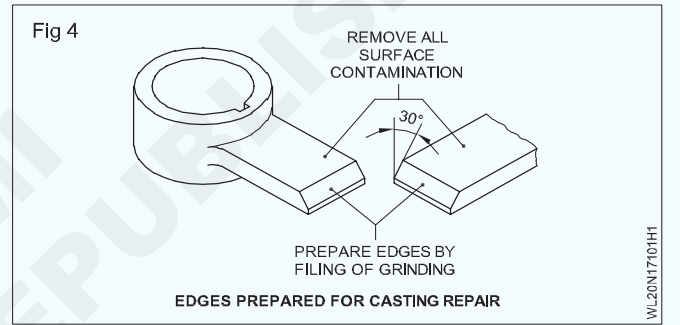 Fig 4
REMOVE ALL
SURFACE
CONTAMINATION
30°
PREPARE EDGES BY
FILING OF GRINDING
EDGES PREPARED FOR CASTING REPAIR
WL20N17101H1